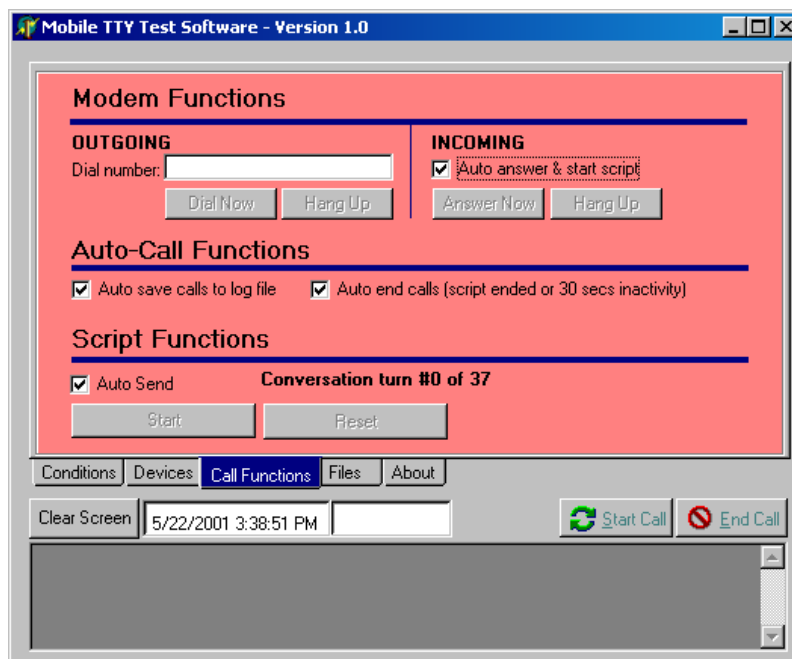 Mobile TTY Test Software - Version 1.0
Modem Functions
OUTGOING
Dial number:
Dial Now Hang Up
INCOMING
Auto answer & start script
Answer Now Hang Up
Auto-Call Functions
Auto save calls to log file Auto end calls (script ended or 30 secs inactivity)
Script Functions
Auto Send Conversation turn #0 of 37
Start Reset
Conditions Devices Call Functions Files About
Clear Screen 5/22/2001 3:38:51 PM Start Call End Call